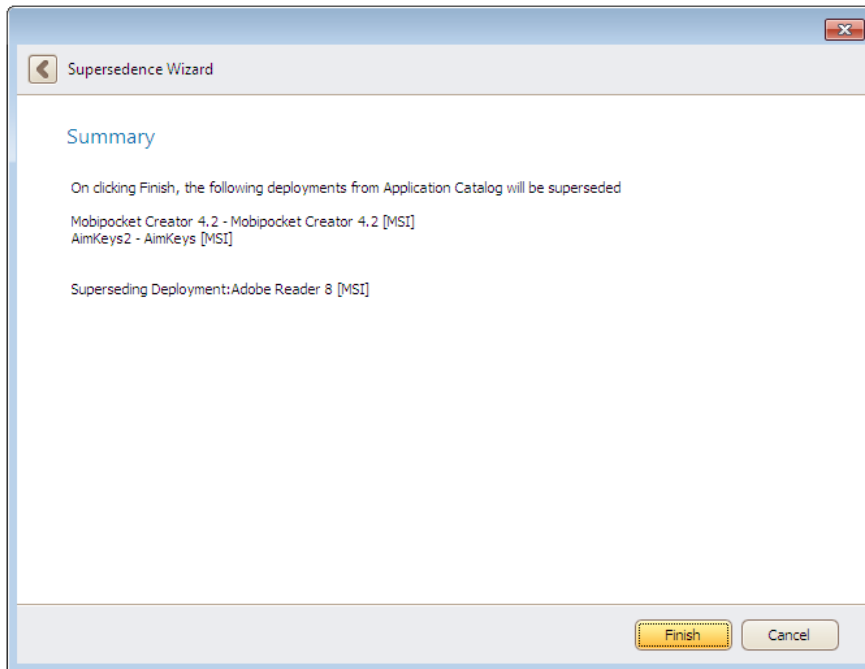 Supersedence Wizard
Summary
On clicking Finish, the following deployments from Application Catalog will be superseded
Mobipocket Creator 4.2 - Mobipocket Creator 4.2 [MSI]
AimKeys2 - AimKeys [MSI]
Superseding Deployment:Adobe Reader 8 [MSI]
Finish
Cancel